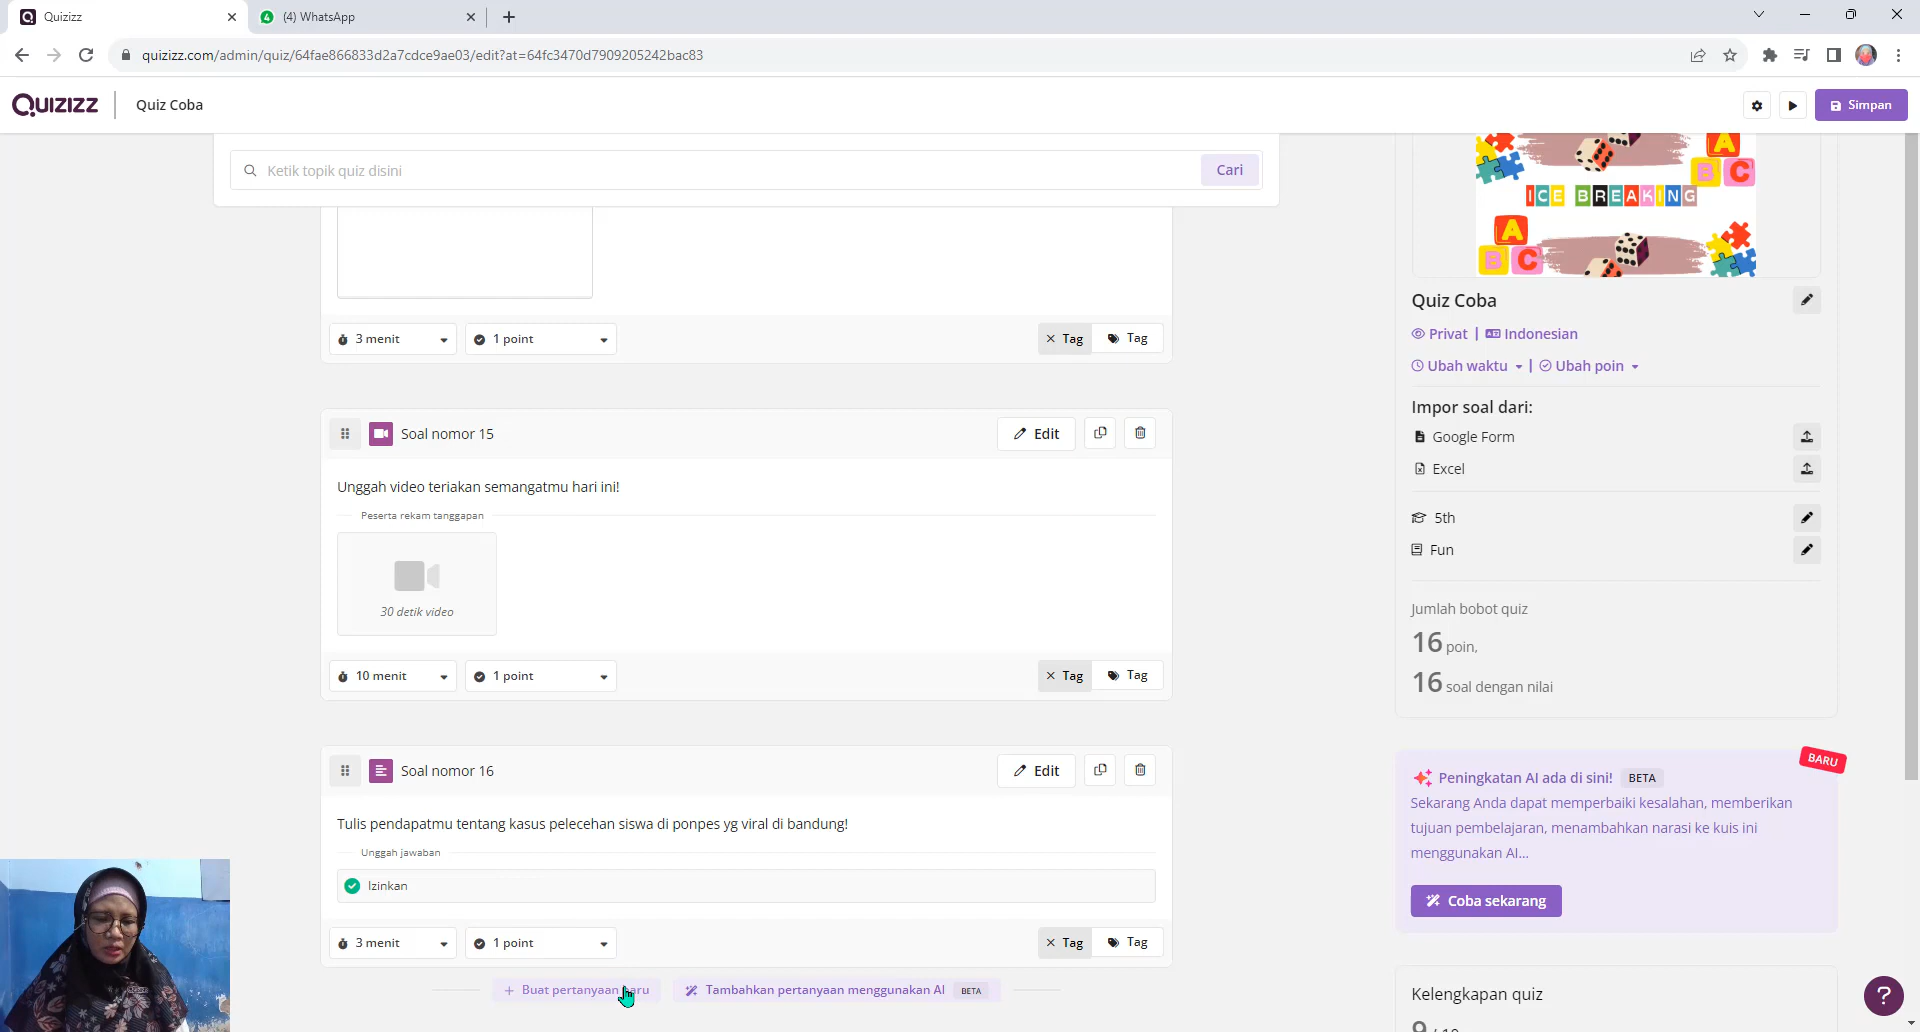 Quizizz
(4) WhatsApp
quizizz.com/admin/quiz/64fae866833d2a7cdce9ae03/edit?at=64fc3470d7909205242bac83
QUIZIZZ
Quiz Coba
Simpan
Ketik topik quiz disini
Cari
3 menit
1 point
Tag
Tag
Soal nomor 15
Edit
Unggah video teriakan semangatmu hari ini!
Peserta rekam tanggapan
30 detik video
10 menit
1 point
Tag
Tag
Soal nomor 16
Edit
Tulis pendapatmu tentang kasus pelecehan siswa di ponpes yg viral di bandung!
Unggah jawaban
Izinkan
3 menit
1 point
Tag
Tag
+ Buat pertanyaan baru
Tambahkan pertanyaan menggunakan AI BETA
A
B C
ICE BREAKING
A
B C
Quiz Coba
Privat | Indonesian
Ubah waktu | Ubah poin
Impor soal dari:
Google Form
Excel
5th
Fun
Jumlah bobot quiz
16 poin,
16 soal dengan nilai
BARU
Peningkatan AI ada di sini! BETA
Sekarang Anda dapat memperbaiki kesalahan, memberikan
tujuan pembelajaran, menambahkan narasi ke kuis ini
menggunakan AI...
Coba sekarang
Kelengkapan quiz
?